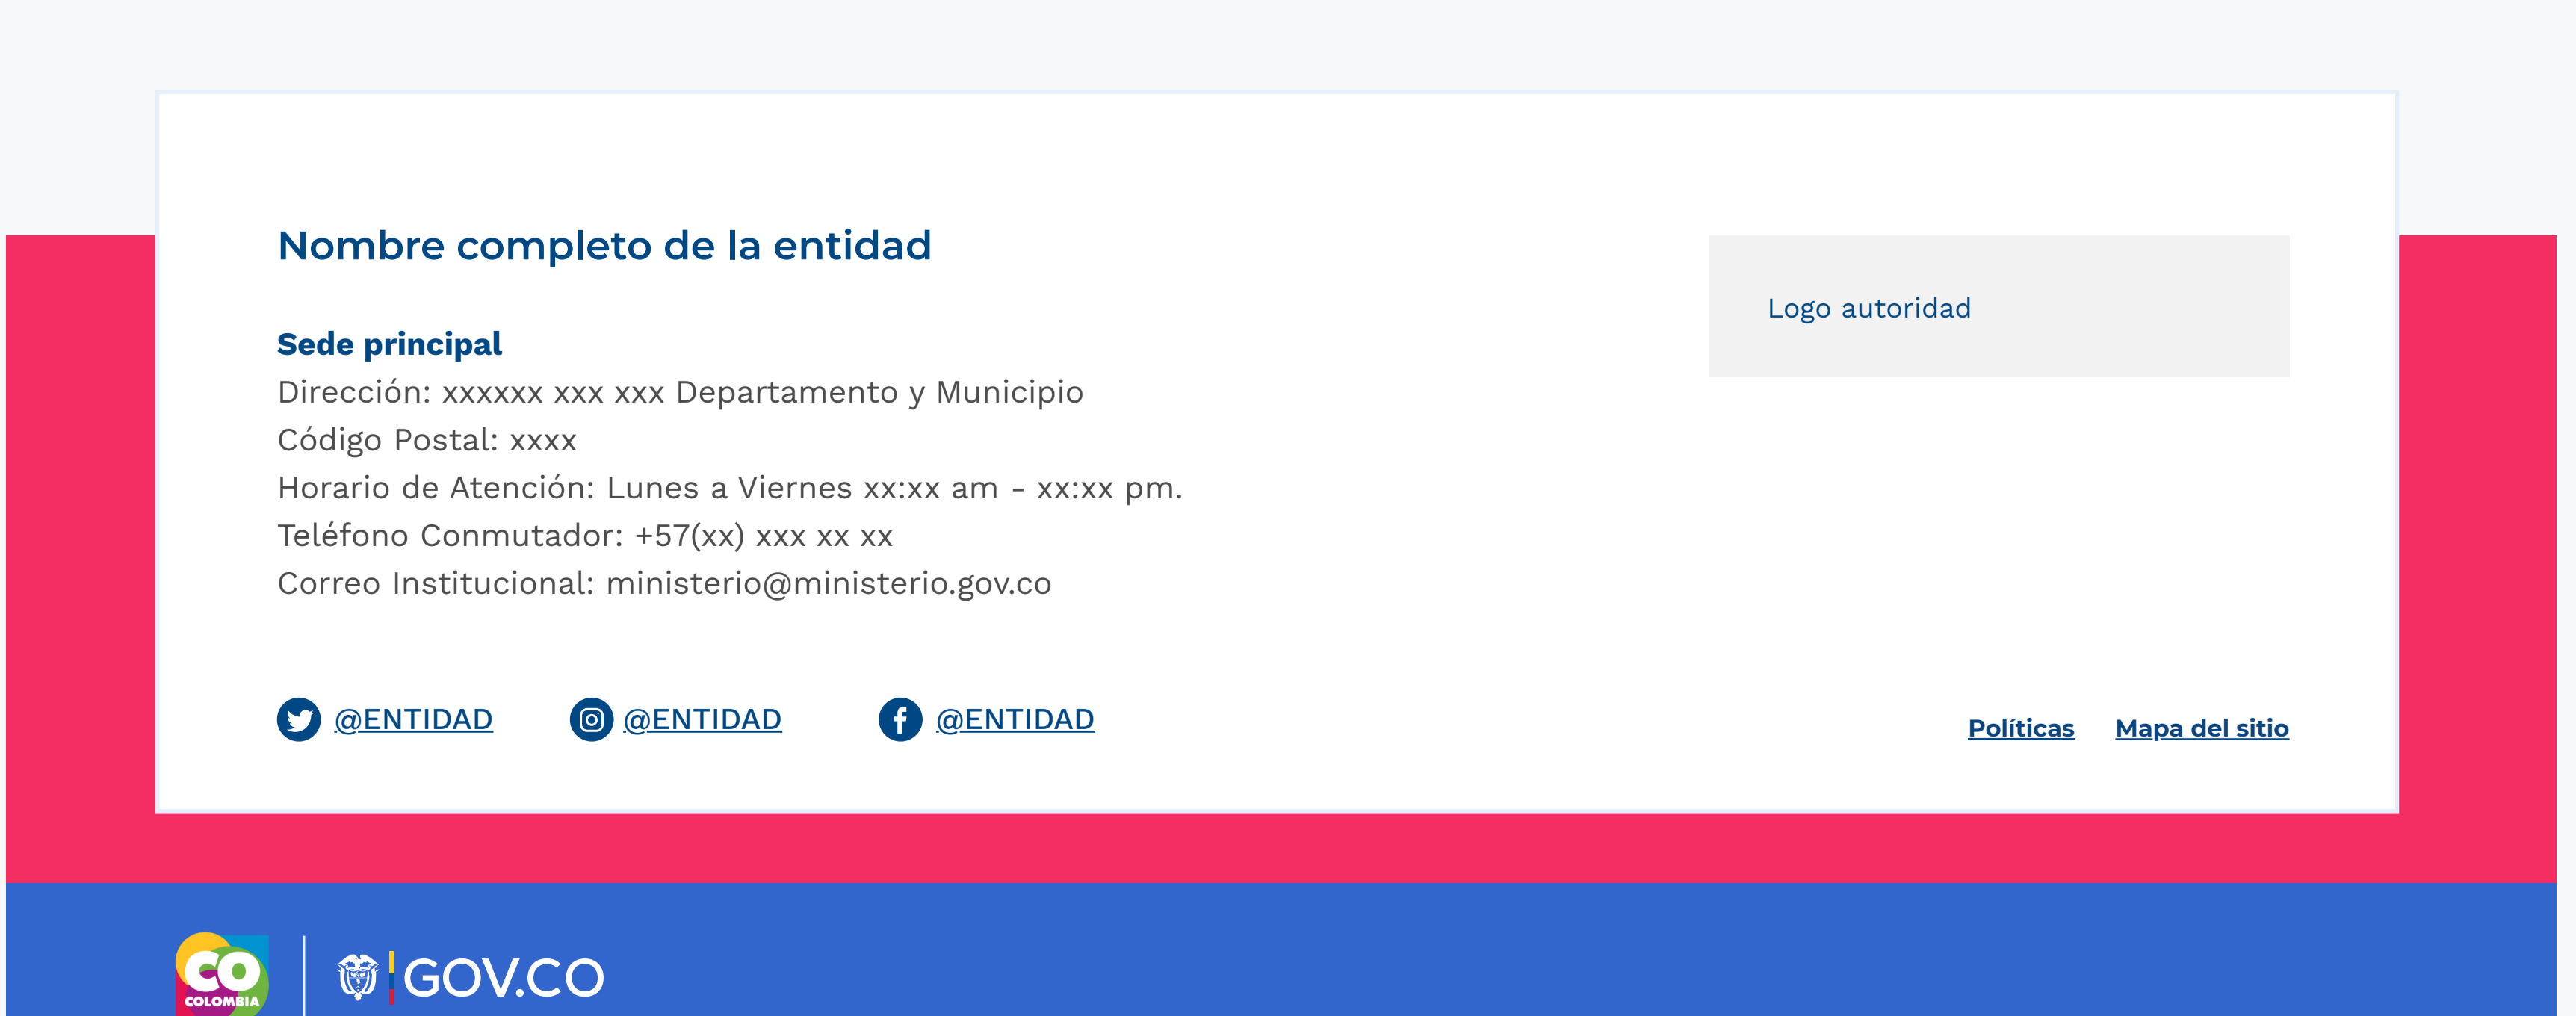 Nombre completo de la entidad
Logo autoridad
Sede principal
Dirección: xxxxxx xxx xxx Departamento y Municipio
Código Postal: xxxx
Horario de Atención: Lunes a Viernes xx:xx am - xx:xx pm.
Teléfono Conmutador: +57(xx) xxx xx xx
Correo Institucional: ministerio@ministerio.gov.co
@ENTIDAD @ENTIDAD @ENTIDAD
Políticas Mapa del sitio
CO
COLOMBIA
GOV.CO